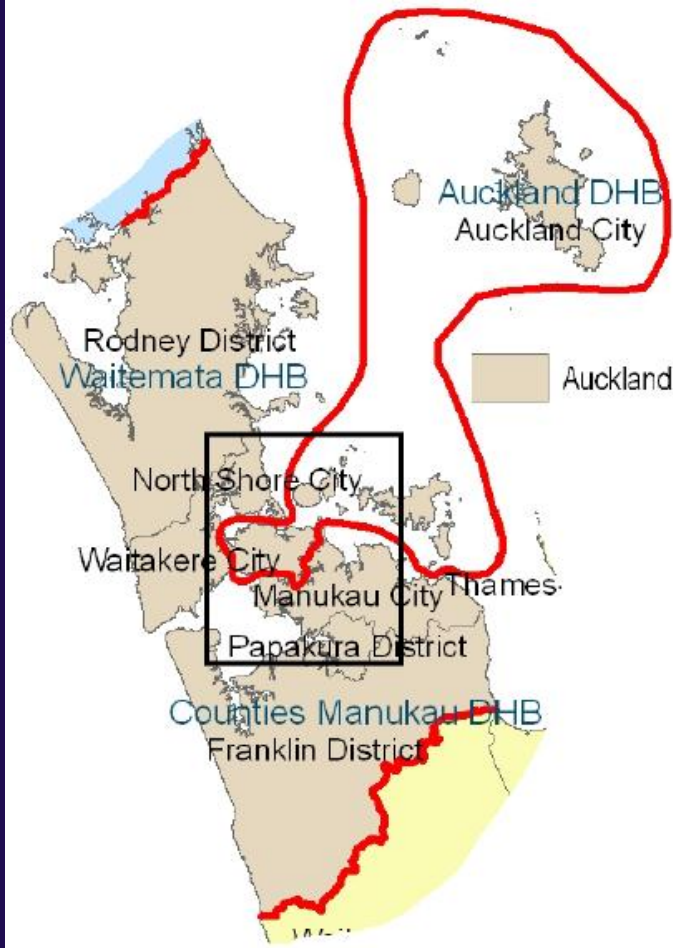 Auckland DHB
Auckland City
Rodney District
Waitemata DHB
Auckland
North Shore City
Waitakere City
Thames
Manukau City
Papakura District
Counties Manukau DHB
Franklin District